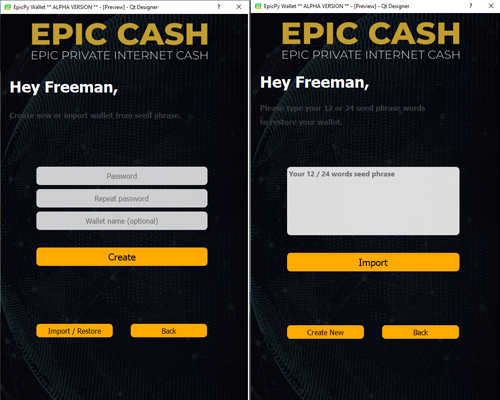 EpicPy Wallet ** ALPHA VERSION ** - [Preview] - Qt Designer
EPIC CASH
EPIC PRIVATE INTERNET CASH
Hey Freeman,
Create new or import wallet from seed phrase.
Password
Repeat password
Wallet name (optional)
Create
Import / Restore
Back
EpicPy Wallet ** ALPHA VERSION ** - [Preview] - Qt Designer
EPIC CASH
EPIC PRIVATE INTERNET CASH
Hey Freeman,
Please type your 12 or 24 seed phrase words
in restore your wallet.
Your 12 / 24 words seed phrase
Import
Create New
Back